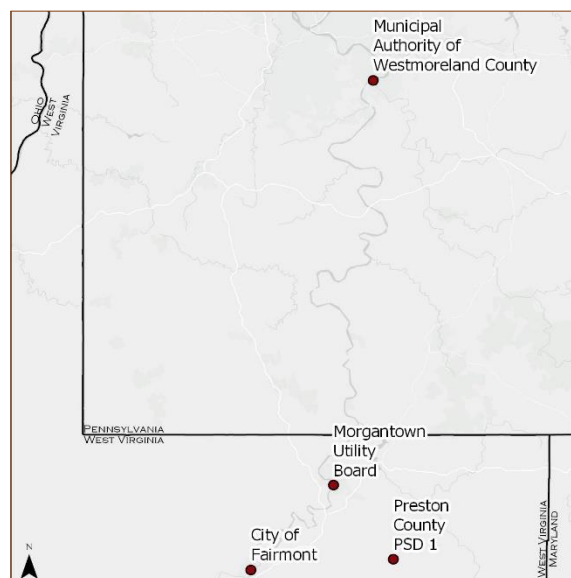 Municipal
Authority of
Westmoreland County
OHIO
WEST
VIRGINIA
PENNSYLVANIA
WEST VIRGINIA
Morgantown
Utility
Board
Preston
County
PSD 1
City of
Fairmont
WEST VIRGINIA
MARYLAND
N